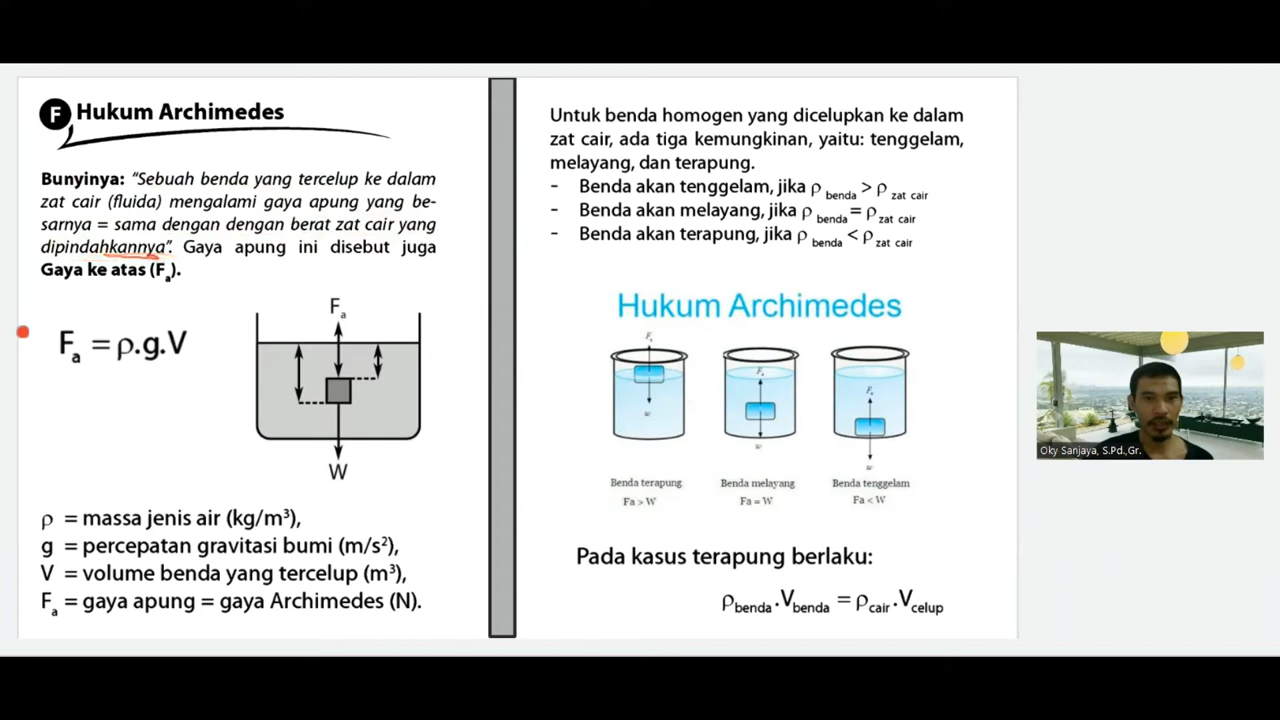 F Hukum Archimedes
Bunyinya: "Sebuah benda yang tercelup ke dalam
zat cair (fluida) mengalami gaya apung yang be-
sarnya = sama dengan dengan berat zat cair yang
dipindahkannya". Gaya apung ini disebut juga
Gaya ke atas (Fa).
Fa = ρ.g.V
Fa
W
ρ = massa jenis air (kg/m³),
g = percepatan gravitasi bumi (m/s²),
V = volume benda yang tercelup (m³),
Fa = gaya apung = gaya Archimedes (N).
Untuk benda homogen yang dicelupkan ke dalam
zat cair, ada tiga kemungkinan, yaitu: tenggelam,
melayang, dan terapung.
- Benda akan tenggelam, jika ρ benda > ρ zat cair
- Benda akan melayang, jika ρ benda = ρ zat cair
- Benda akan terapung, jika ρ benda < ρ zat cair
Hukum Archimedes
Fa
w
Fa
w
Fa
w
Benda terapung
Fa > W
Benda melayang
Fa = W
Benda tenggelam
Fa < W
Pada kasus terapung berlaku:
ρbenda.Vbenda = ρcair.Vcelup
Oky Sanjaya, S.Pd.,Gr.